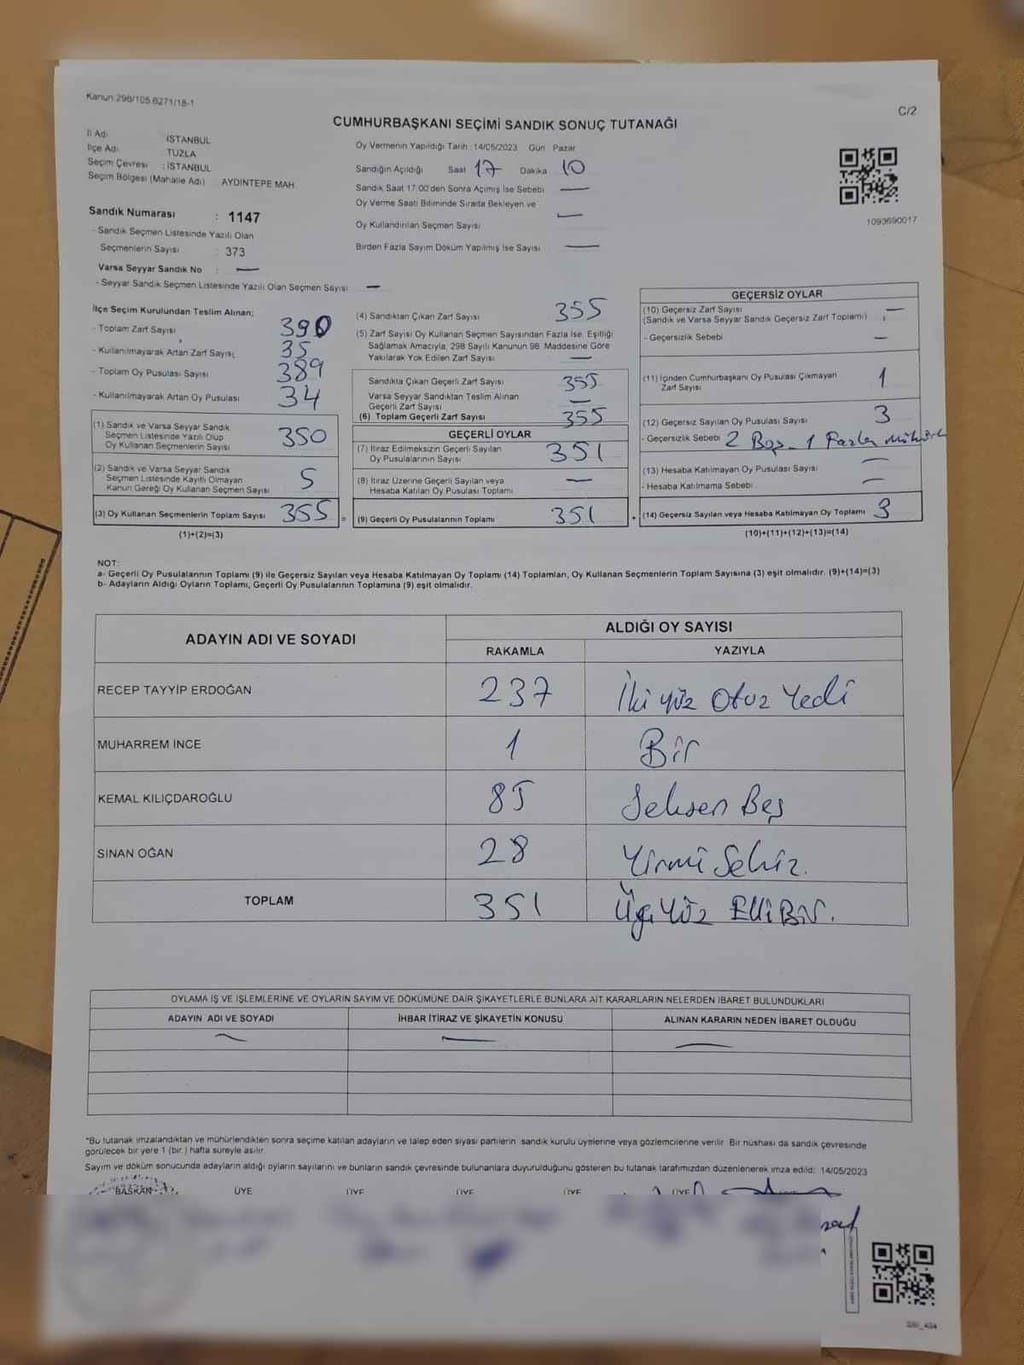 Kanun 298/105.6271/18-1
C/2
CUMHURBAŞKANI SEÇİMİ SANDIK SONUÇ TUTANAĞI
İl Adı : İSTANBUL
İlçe Adı : TUZLA
Seçim Çevresi : İSTANBUL
Seçim Bölgesi (Mahalle Adı) AYDINTEPE MAH.
Sandık Numarası : 1147
- Sandık Seçmen Listesinde Yazılı Olan
Seçmenlerin Sayısı : 373
Varsa Seyyar Sandık No : —
- Seyyar Sandık Seçmen Listesinde Yazılı Olan Seçmen Sayısı —
Oy Vermenin Yapıldığı Tarih : 14/05/2023 Gün Pazar
Sandığın Açıldığı Saat 17 Dakika 10
Sandık Saat 17:00'den Sonra Açılmış İse Sebebi —
Oy Verme Saati Bitiminde Sırada Bekleyen ve
Oy Kullandırılan Seçmen Sayısı —
Birden Fazla Sayım Döküm Yapılmış İse Sayısı —
1093690017
İlçe Seçim Kurulundan Teslim Alınan;
- Toplam Zarf Sayısı 390
- Kullanılmayarak Artan Zarf Sayısı; 35
- Toplam Oy Pusulası Sayısı 389
- Kullanılmayarak Artan Oy Pusulası 34
(1) Sandık ve Varsa Seyyar Sandık
Seçmen Listesinde Yazılı Olup
Oy Kullanan Seçmenlerin Sayısı 350
(2) Sandık ve Varsa Seyyar Sandık
Seçmen Listesinde Kayıtlı Olmayan
Kanun Gereği Oy Kullanan Seçmen Sayısı 5
(3) Oy Kullanan Seçmenlerin Toplam Sayısı 355 =
(1)+(2)=(3)
(4) Sandıktan Çıkan Zarf Sayısı 355
(5) Zarf Sayısı Oy Kullanan Seçmen Sayısından Fazla İse, Eşitliği
Sağlamak Amacıyla, 298 Sayılı Kanunun 98. Maddesine Göre
Yakılarak Yok Edilen Zarf Sayısı —
Sandıkta Çıkan Geçerli Zarf Sayısı 355
Varsa Seyyar Sandıktan Teslim Alınan
Geçerli Zarf Sayısı —
(6) Toplam Geçerli Zarf Sayısı 355
GEÇERLİ OYLAR
(7) İtiraz Edilmeksizin Geçerli Sayılan
Oy Pusulalarının Sayısı 351
(8) İtiraz Üzerine Geçerli Sayılan veya
Hesaba Katılan Oy Pusulası Toplamı —
(9) Geçerli Oy Pusulalarının Toplamı 351 +
GEÇERSİZ OYLAR
(10) Geçersiz Zarf Sayısı —
(Sandık ve Varsa Seyyar Sandık Geçersiz Zarf Toplamı)
- Geçersizlik Sebebi —
(11) İçinden Cumhurbaşkanı Oy Pusulası Çıkmayan
Zarf Sayısı 1
(12) Geçersiz Sayılan Oy Pusulası Sayısı 3
- Geçersizlik Sebebi 2 Boş 1 Fazla
(13) Hesaba Katılmayan Oy Pusulası Sayısı —
- Hesaba Katılmama Sebebi —
(14) Geçersiz Sayılan veya Hesaba Katılmayan Oy Toplamı 3
(10)+(11)+(12)+(13)=(14)
NOT:
a- Geçerli Oy Pusulalarının Toplamı (9) ile Geçersiz Sayılan veya Hesaba Katılmayan Oy Toplamı (14) Toplamları, Oy Kullanan Seçmenlerin Toplam Sayısına (3) eşit olmalıdır. (9)+(14)=(3)
b- Adayların Aldığı Oyların Toplamı, Geçerli Oy Pusulalarının Toplamına (9) eşit olmalıdır.
ADAYIN ADI VE SOYADI ALDIĞI OY SAYISI
RAKAMLA YAZIYLA
RECEP TAYYİP ERDOĞAN 237 İki yüz Otuz Yedi
MUHARREM İNCE 1 Bir
KEMAL KILIÇDAROĞLU 85 Seksen Beş
SİNAN OĞAN 28 Yirmi Sekiz.
TOPLAM 351 Üç Yüz Elli Bir.
OYLAMA İŞ VE İŞLEMLERİNE VE OYLARIN SAYIM VE DÖKÜMÜNE DAİR ŞİKAYETLERLE BUNLARA AİT KARARLARIN NELERDEN İBARET BULUNDUKLARI
ADAYIN ADI VE SOYADI İHBAR İTİRAZ VE ŞİKAYETİN KONUSU ALINAN KARARIN NEDEN İBARET OLDUĞU
— — —
"Bu tutanak imzalandıktan ve mühürlendikten sonra seçime katılan adayların ve talep eden siyasi partilerin sandık kurulu üyelerine veya gözlemcilerine verilir. Bir nüshası da sandık çevresinde
görülecek bir yere 1 (bir) hafta süreyle asılır.
Sayım ve döküm sonucunda adayların aldığı oyların sayılarını ve bunların sandık çevresinde bulunanlara duyurulduğunu gösteren bu tutanak tarafımızdan düzenlenerek imza edildi: 14/05/2023
BAŞKAN ÜYE ÜYE ÜYE ÜYE ÜYE